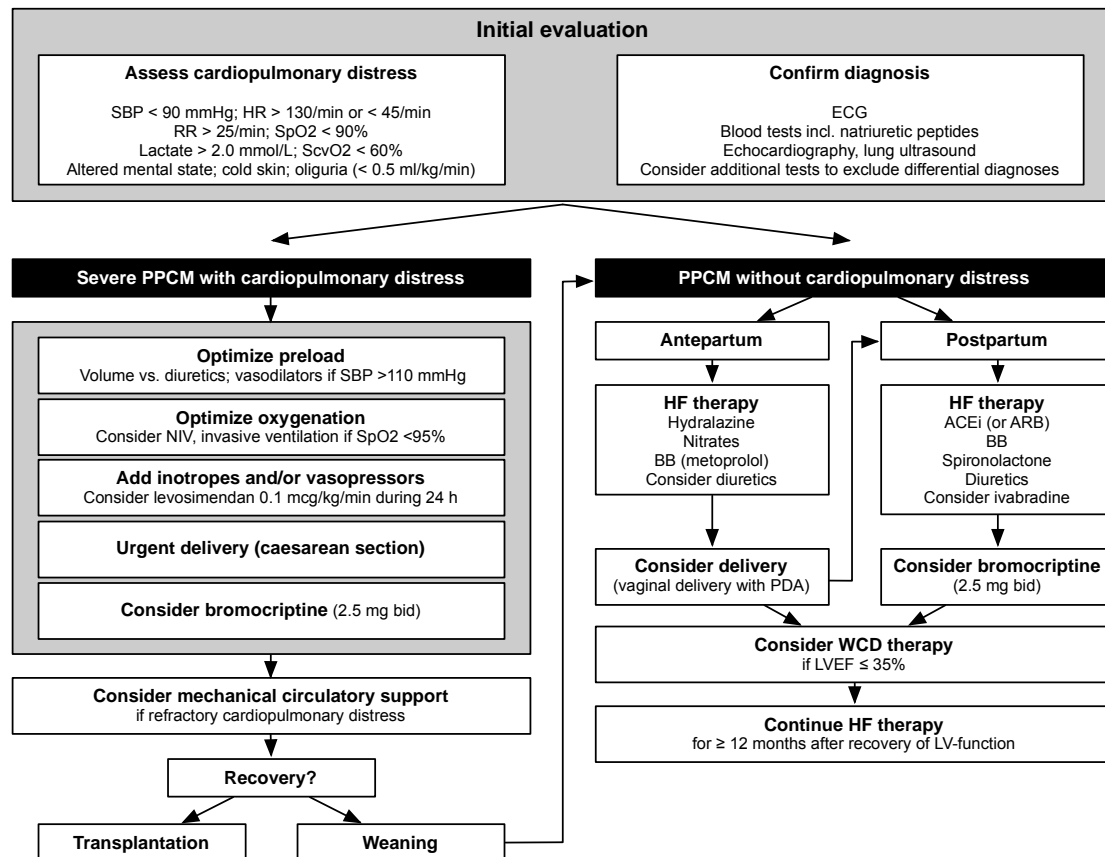 Initial evaluation
Assess cardiopulmonary distress
SBP < 90 mmHg; HR > 130/min or < 45/min
RR > 25/min; SpO2 < 90%
Lactate > 2.0 mmol/L; ScvO2 < 60%
Altered mental state; cold skin; oliguria (< 0.5 ml/kg/min)
Confirm diagnosis
ECG
Blood tests incl. natriuretic peptides
Echocardiography, lung ultrasound
Consider additional tests to exclude differential diagnoses
Severe PPCM with cardiopulmonary distress
Optimize preload
Volume vs. diuretics; vasodilators if SBP >110 mmHg
Optimize oxygenation
Consider NIV, invasive ventilation if SpO2 <95%
Add inotropes and/or vasopressors
Consider levosimendan 0.1 mcg/kg/min during 24 h
Urgent delivery (caesarean section)
Consider bromocriptine (2.5 mg bid)
Consider mechanical circulatory support
if refractory cardiopulmonary distress
Recovery?
Transplantation
Weaning
PPCM without cardiopulmonary distress
Antepartum
HF therapy
Hydralazine
Nitrates
BB (metoprolol)
Consider diuretics
Consider delivery
(vaginal delivery with PDA)
Postpartum
HF therapy
ACEi (or ARB)
BB
Spironolactone
Diuretics
Consider ivabradine
Consider bromocriptine
(2.5 mg bid)
Consider WCD therapy
if LVEF ≤ 35%
Continue HF therapy
for ≥ 12 months after recovery of LV-function